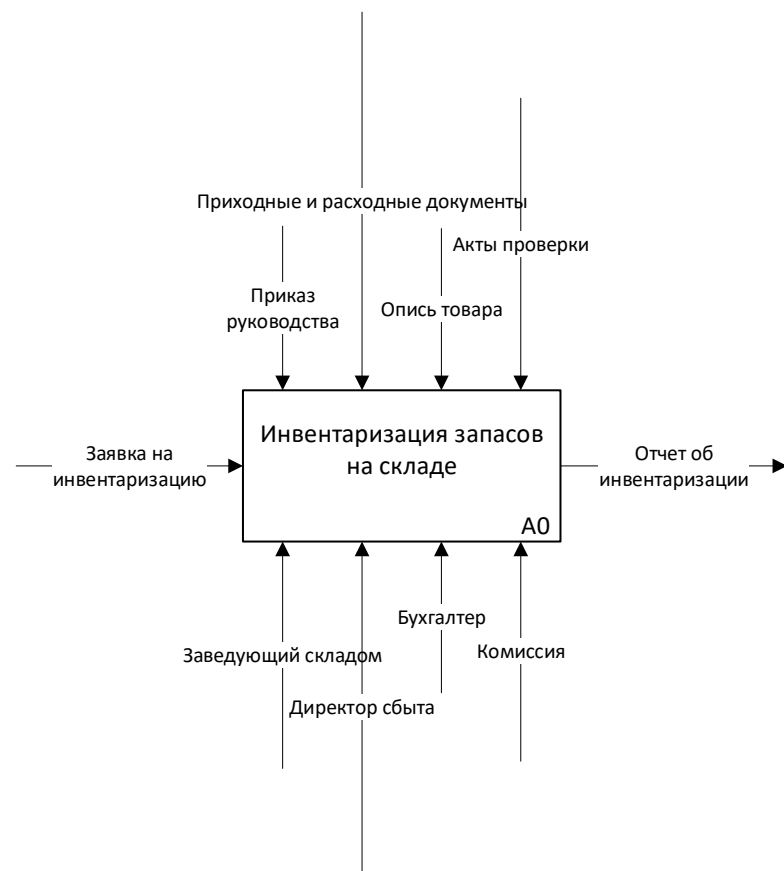 Приходные и расходные документы
Акты проверки
Приказ
руководства
Опись товара
Инвентаризация запасов
на складе
A0
Заявка на
инвентаризацию
Отчет об
инвентаризации
Бухгалтер
Заведующий складом
Комиссия
Директор сбыта